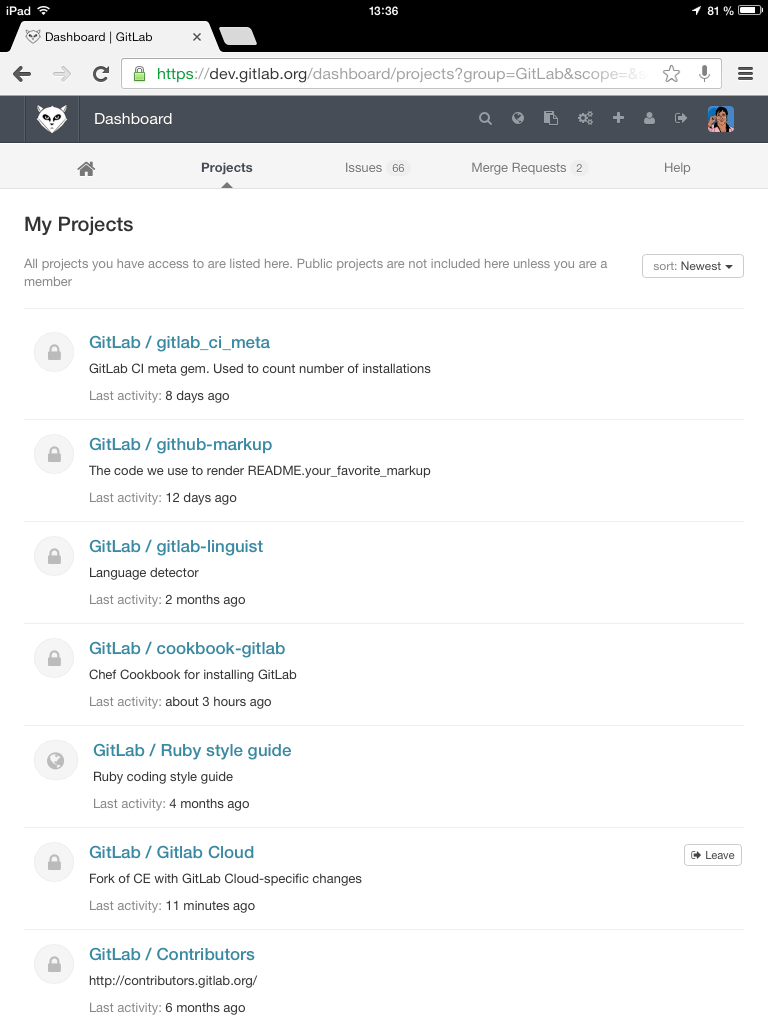 iPad 13:36 81 %
Dashboard | GitLab
https://dev.gitlab.org/dashboard/projects?group=GitLab&scope=&s
Dashboard
Projects Issues 66 Merge Requests 2 Help
My Projects
All projects you have access to are listed here. Public projects are not included here unless you are a
member
sort: Newest
GitLab / gitlab_ci_meta
GitLab CI meta gem. Used to count number of installations
Last activity: 8 days ago
GitLab / github-markup
The code we use to render README.your_favorite_markup
Last activity: 12 days ago
GitLab / gitlab-linguist
Language detector
Last activity: 2 months ago
GitLab / cookbook-gitlab
Chef Cookbook for installing GitLab
Last activity: about 3 hours ago
GitLab / Ruby style guide
Ruby coding style guide
Last activity: 4 months ago
GitLab / Gitlab Cloud
Leave
Fork of CE with GitLab Cloud-specific changes
Last activity: 11 minutes ago
GitLab / Contributors
http://contributors.gitlab.org/
Last activity: 6 months ago